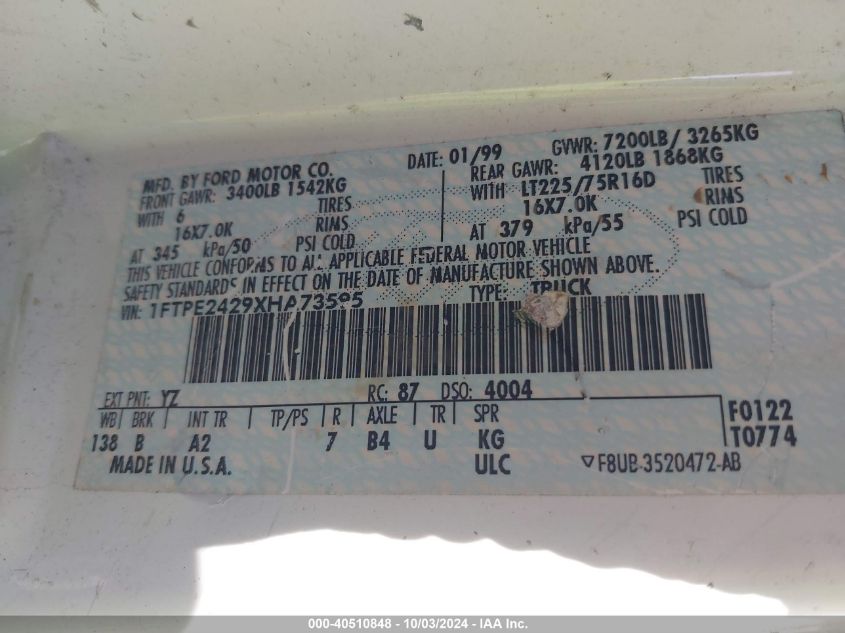 MFD. BY FORD MOTOR CO.
DATE: 01/99
GVWR: 7200LB/ 3265KG
FRONT GAWR: 3400LB 1542KG
REAR GAWR: 4120LB 1868KG
WITH 6 TIRES
WITH LT225/75R16D TIRES
16X7.0K RIMS
16X7.0K RIMS
AT 345 kPa/50 PSI COLD
AT 379 kPa/55 PSI COLD
THIS VEHICLE CONFORMS TO ALL APPLICABLE FEDERAL MOTOR VEHICLE
SAFETY STANDARDS IN EFFECT ON THE DATE OF MANUFACTURE SHOWN ABOVE.
VIN: TYPE: TRUCK
EXT PNT: YZ RC: 87 DSO: 4004
WB BRK INT TR TP/PS R AXLE TR SPR
F0122
138 B A2 7 B4 U KG
T0774
MADE IN U.S.A. ULC F8UB-3520472-AB
000-40510848 - 10/03/2024 - IAA Inc.